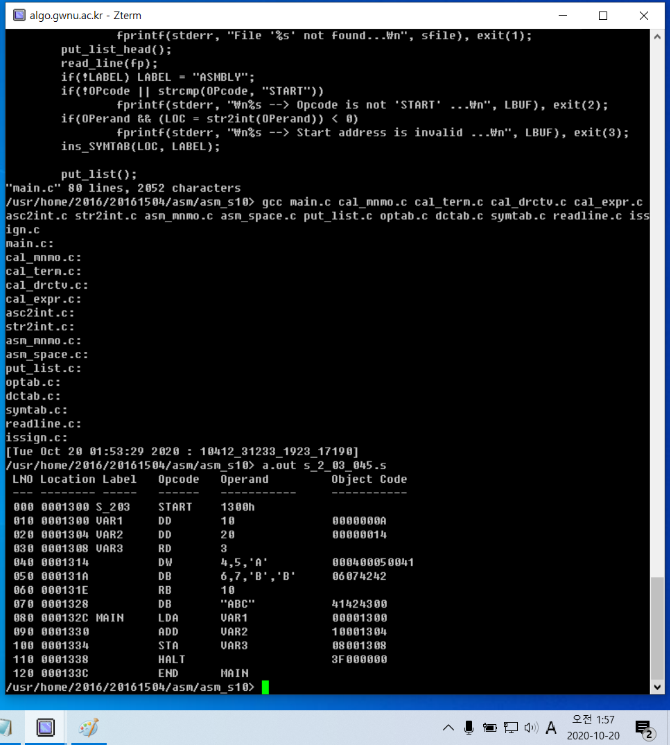 algo.gwnu.ac.kr - Zterm
fprintf(stderr, "File '%s' not found...₩n", sfile), exit(1);
put_list_head();
read_line(fp);
if(!LABEL) LABEL = "ASMBLY";
if(!OPcode || strcmp(OPcode, "START"))
fprintf(stderr, "₩n%s --> Opcode is not 'START' ...₩n", LBUF), exit(2);
if(OPerand && (LOC = str2int(OPerand)) < 0)
fprintf(stderr, "₩n%s --> Start address is invalid ...₩n", LBUF), exit(3);
ins_SYMTAB(LOC, LABEL);
put_list();
"main.c" 80 lines, 2052 characters
/usr/home/2016/20161504/asm/asm_s10> gcc main.c cal_mnmo.c cal_term.c cal_drctv.c cal_expr.c
asc2int.c str2int.c asm_mnmo.c asm_space.c put_list.c optab.c dctab.c symtab.c readline.c iss
ign.c
main.c:
cal_mnmo.c:
cal_term.c:
cal_drctv.c:
cal_expr.c:
asc2int.c:
str2int.c:
asm_mnmo.c:
asm_space.c:
put_list.c:
optab.c:
dctab.c:
symtab.c:
readline.c:
issign.c:
[Tue Oct 20 01:53:29 2020 : 10412_31233_1923_17190]
/usr/home/2016/20161504/asm/asm_s10> a.out s_2_03_045.s
LNO Location Label Opcode Operand Object Code
--- -------- ----- ------ ----------- -----------
000 0001300 S_203 START 1300h
010 0001300 VAR1 DD 10 0000000A
020 0001304 VAR2 DD 20 00000014
030 0001308 VAR3 RD 3
040 0001314 DW 4,5,'A' 000400050041
050 000131A DB 6,7,'B','B' 06074242
060 000131E RB 10
070 0001328 DB "ABC" 41424300
080 000132C MAIN LDA VAR1 00001300
090 0001330 ADD VAR2 10001304
100 0001334 STA VAR3 08001308
110 0001338 HALT 3F000000
120 000133C END MAIN
/usr/home/2016/20161504/asm/asm_s10>
A
오전 1:57
2020-10-20
2